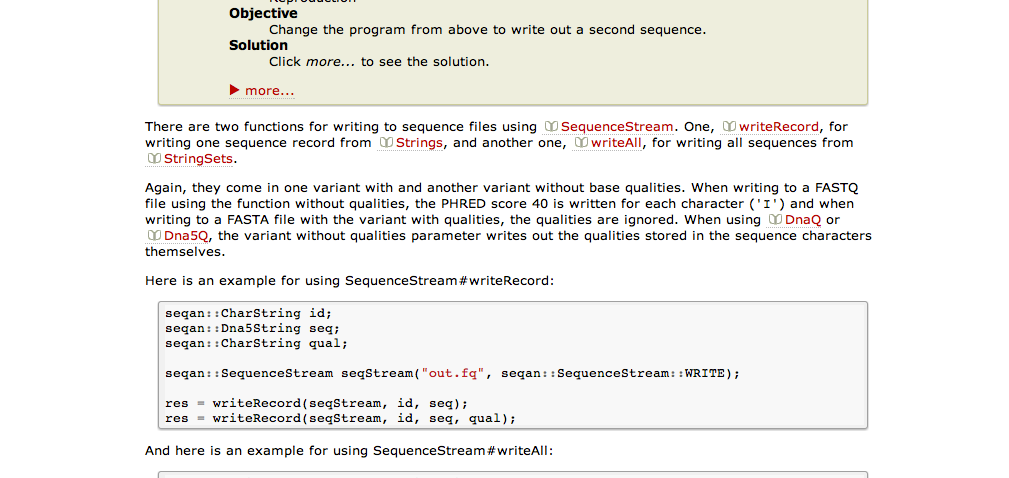 Objective
Change the program from above to write out a second sequence.
Solution
Click more... to see the solution.
more...
There are two functions for writing to sequence files using SequenceStream. One, writeRecord, for
writing one sequence record from Strings, and another one, writeAll, for writing all sequences from
StringSets.
Again, they come in one variant with and another variant without base qualities. When writing to a FASTQ
file using the function without qualities, the PHRED score 40 is written for each character ('I') and when
writing to a FASTA file with the variant with qualities, the qualities are ignored. When using DnaQ or
Dna5Q, the variant without qualities parameter writes out the qualities stored in the sequence characters
themselves.
Here is an example for using SequenceStream#writeRecord:
seqan::CharString id;
seqan::Dna5String seq;
seqan::CharString qual;
seqan::SequenceStream seqStream("out.fq", seqan::SequenceStream::WRITE);
res = writeRecord(seqStream, id, seq);
res = writeRecord(seqStream, id, seq, qual);
And here is an example for using SequenceStream#writeAll: